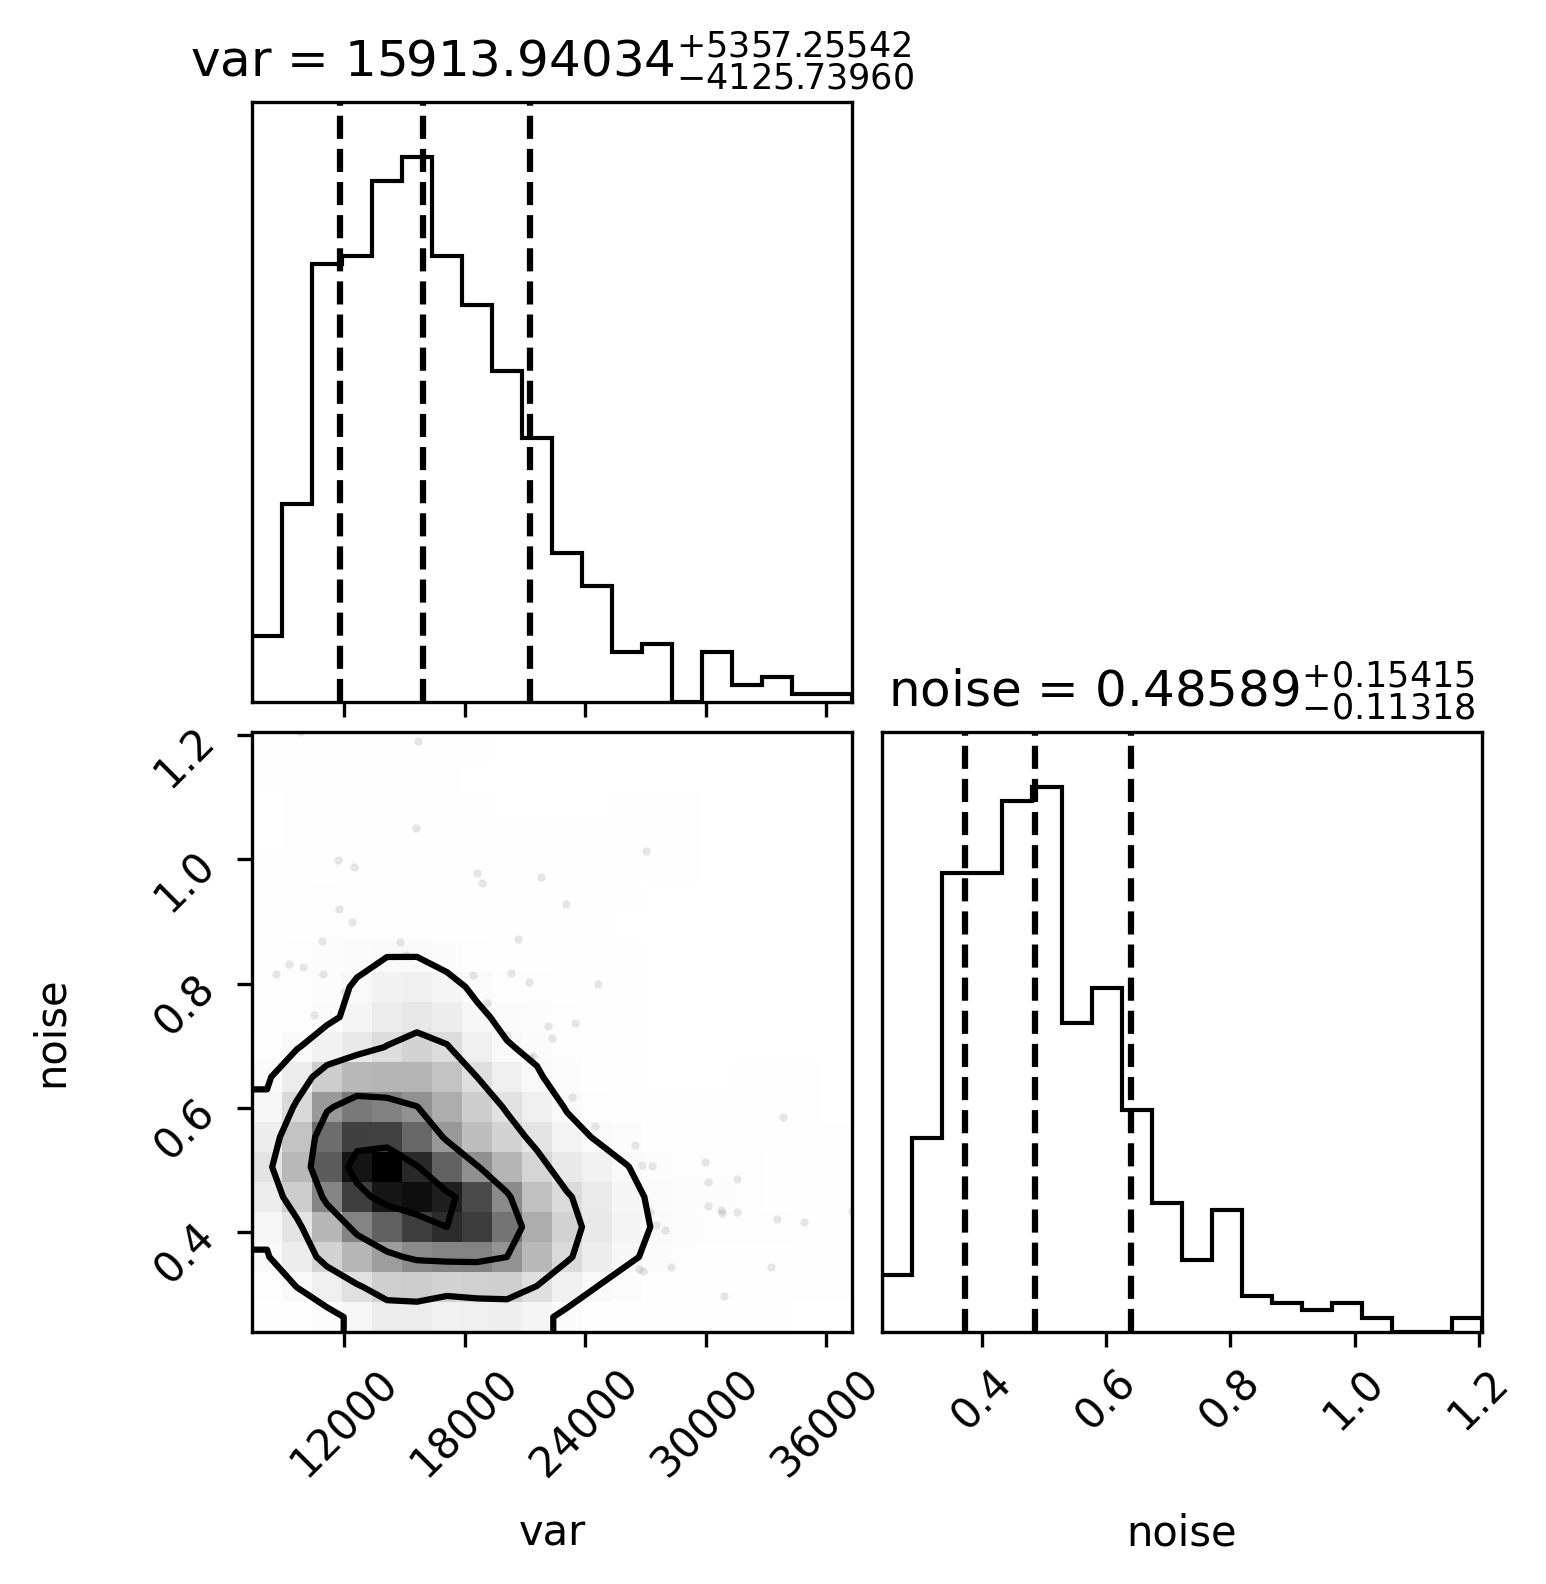 var = 15913.94034+5357.25542−4125.73960
noise = 0.48589+0.15415−0.11318
1.2
1.0
0.8
0.6
0.4
noise
12000 18000 24000 30000 36000
0.4 0.6 0.8 1.0 1.2
var
noise